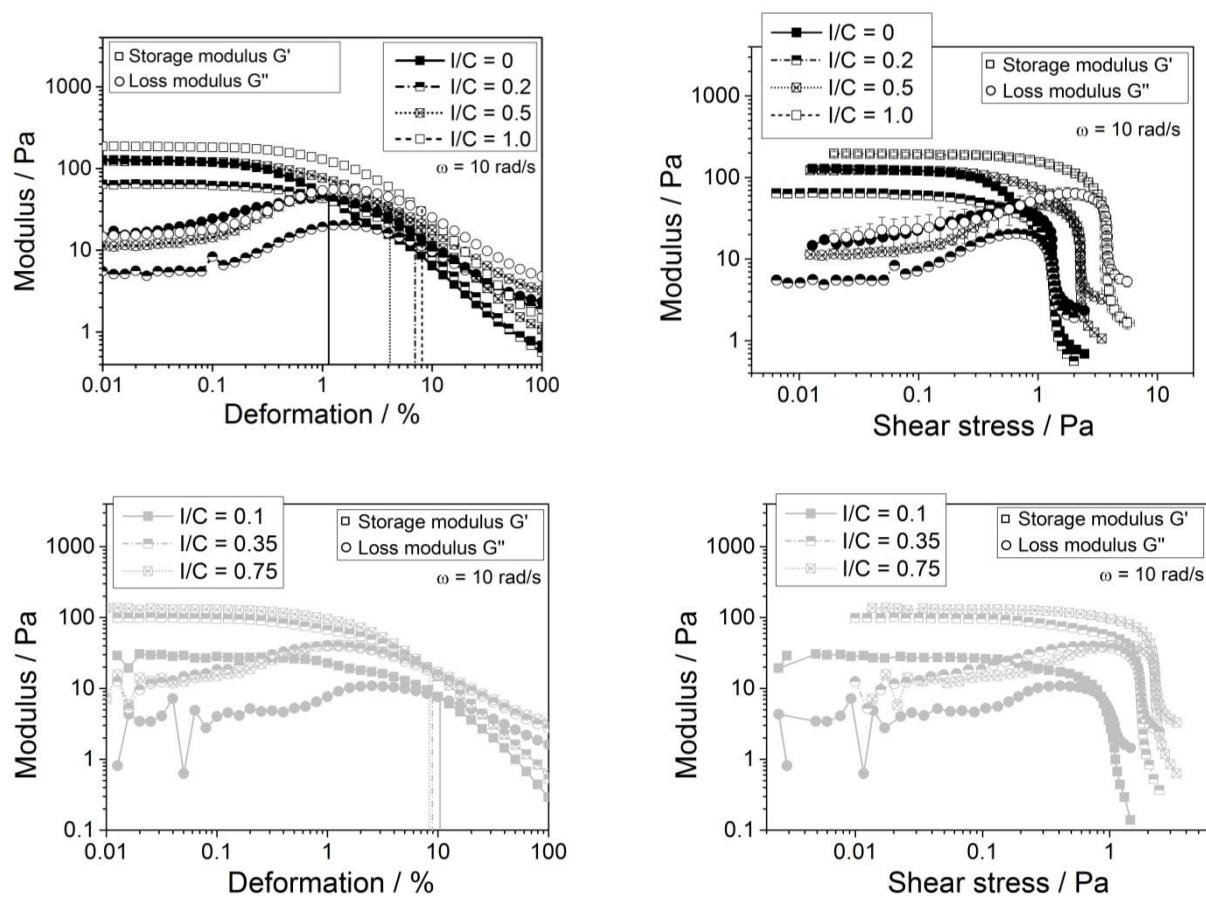 Storage modulus G'
Loss modulus G"
I/C = 0
I/C = 0.2
I/C = 0.5
I/C = 1.0
ω = 10 rad/s
1000
100
10
1
Modulus / Pa
0.01
0.1
1
10
100
Deformation / %
I/C = 0
I/C = 0.2
I/C = 0.5
I/C = 1.0
Storage modulus G'
Loss modulus G"
ω = 10 rad/s
1000
100
10
1
Modulus / Pa
0.01
0.1
1
10
Shear stress / Pa
I/C = 0.1
I/C = 0.35
I/C = 0.75
Storage modulus G'
Loss modulus G"
ω = 10 rad/s
1000
100
10
1
0.1
Modulus / Pa
0.01
0.1
1
10
100
Deformation / %
I/C = 0.1
I/C = 0.35
I/C = 0.75
Storage modulus G'
Loss modulus G"
ω = 10 rad/s
1000
100
10
1
0.1
Modulus / Pa
0.01
0.1
1
Shear stress / Pa